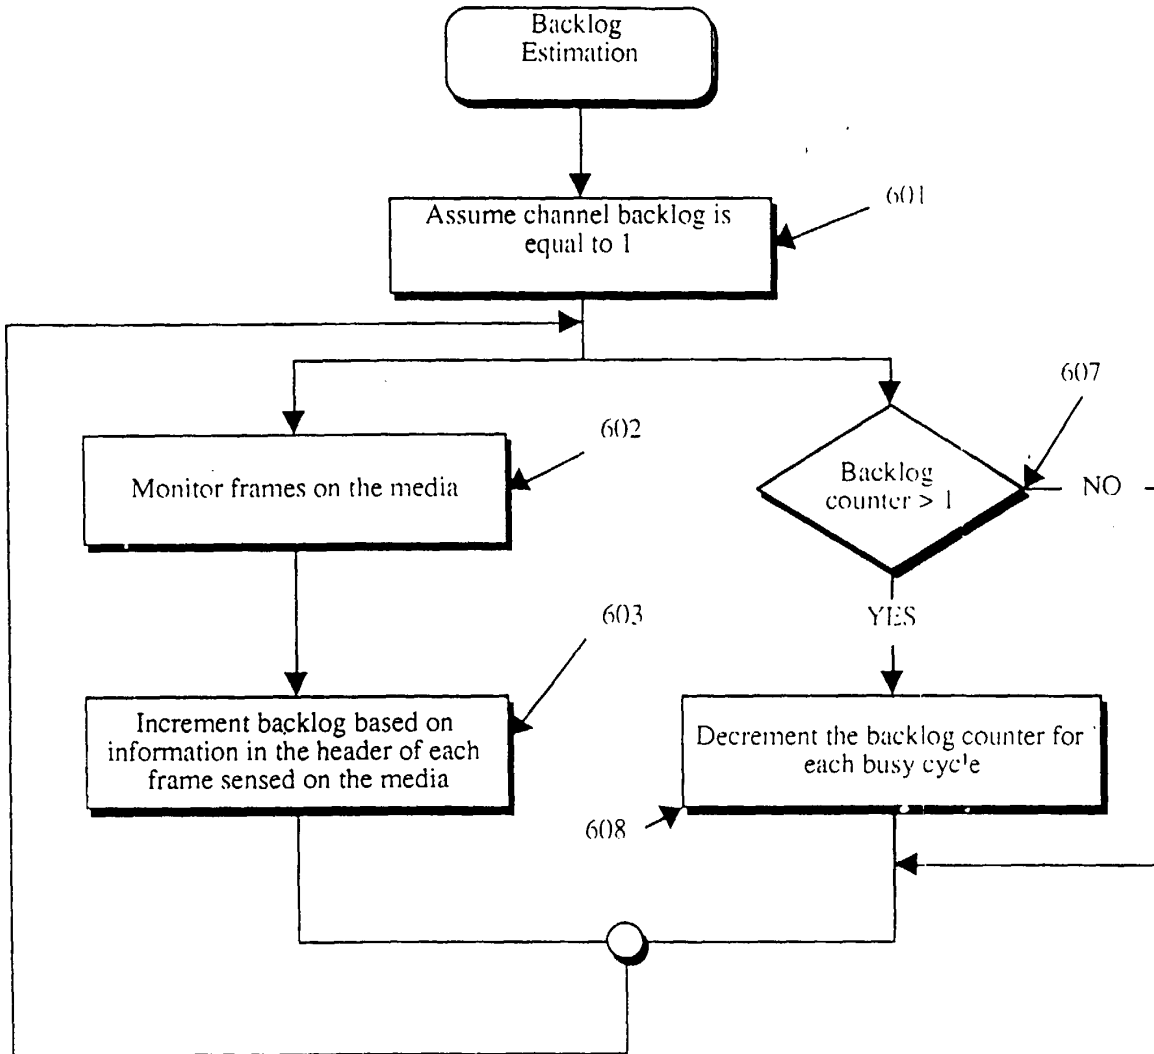 Backlog
Estimation
601
Assume channel backlog is
equal to 1
607
602
Monitor frames on the media
Backlog
counter > 1
NO
YES
603
Increment backlog based on
information in the header of each
frame sensed on the media
Decrement the backlog counter for
each busy cycle
608